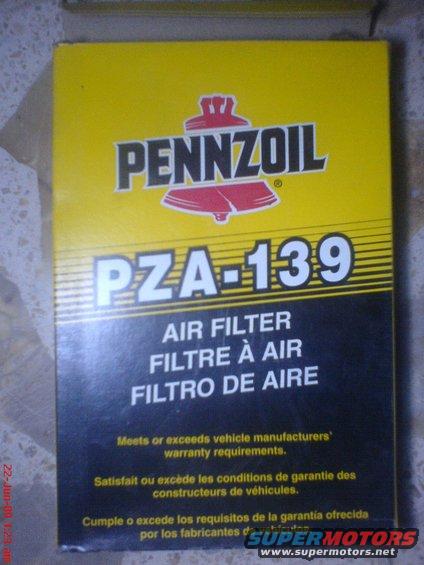 PENNZOIL
®
PZA-139
AIR FILTER
FILTRE À AIR
FILTRO DE AIRE
Meets or exceeds vehicle manufacturers'
warranty requirements.
Satisfait ou excède les conditions de garantie des
constructeurs de véhicules.
Cumple o excede los requisitos de la garantía ofrecida
por los fabricantes de vehículos.
SUPERMOTORS
www.supermotors.net